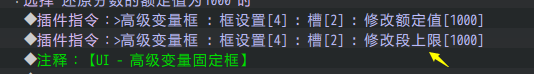 选择 还原分数的额定值为1000 的
◆插件指令：>高级变量框 : 框设置[4] : 槽[2] : 修改额定值[1000]
◆插件指令：>高级变量框 : 框设置[4] : 槽[2] : 修改段上限[1000]
◆注释：【UI - 高级变量固定框】